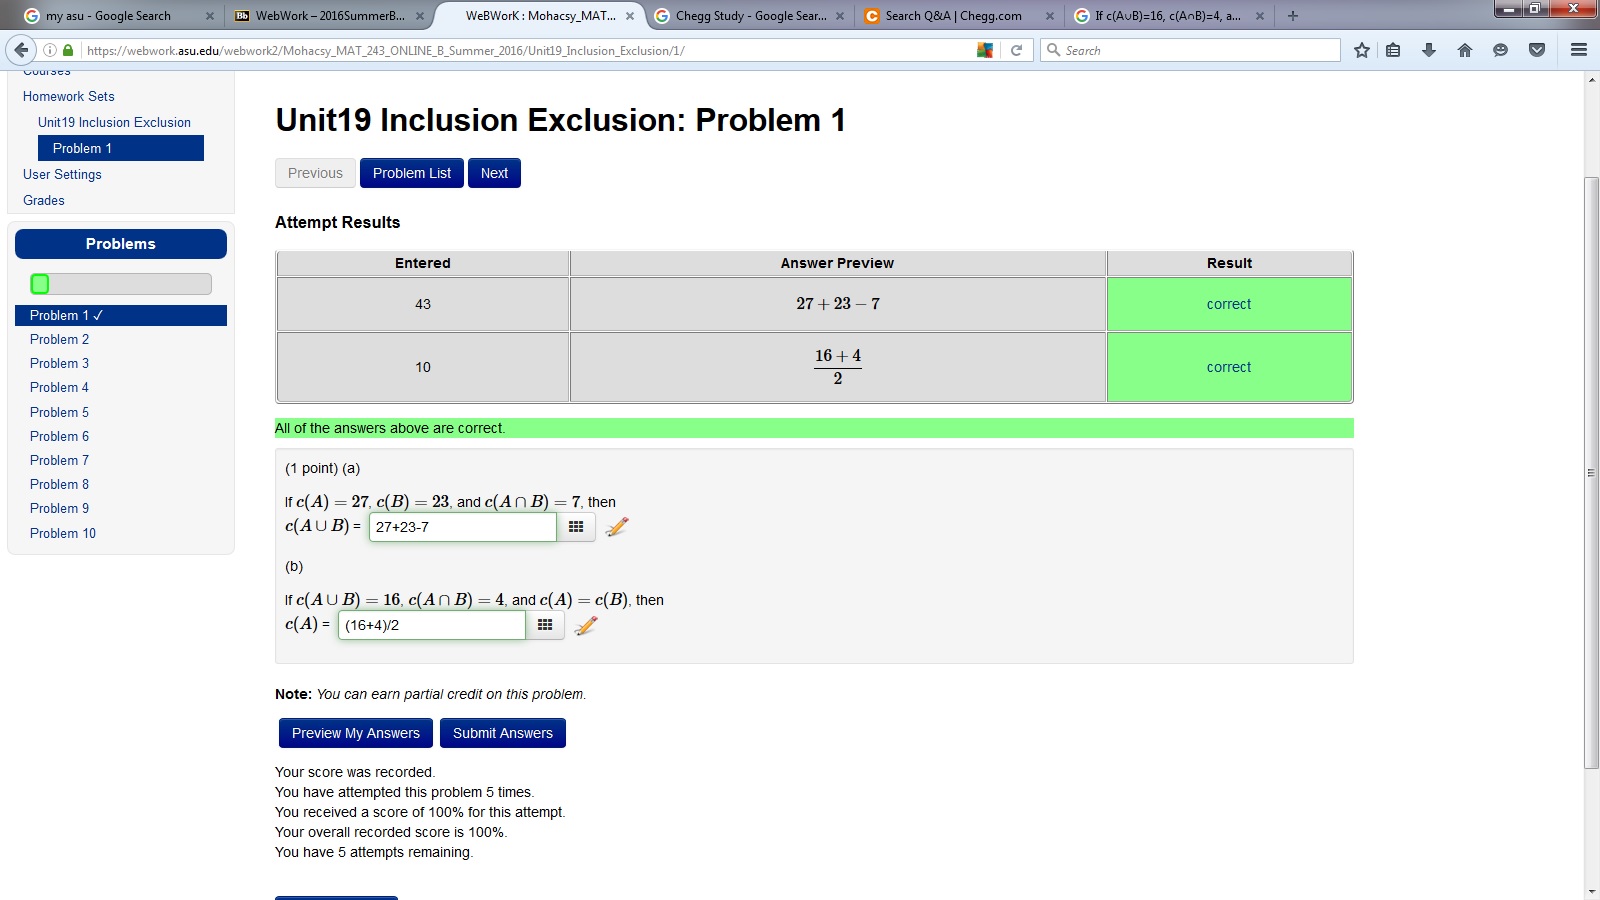 my asu - Google Search
WebWork – 2016SummerB...
WeBWorK : Mohacsy_MAT...
Chegg Study - Google Sear...
Search Q&A | Chegg.com
If c(A∪B)=16, c(A∩B)=4, a...
https://webwork.asu.edu/webwork2/Mohacsy_MAT_243_ONLINE_B_Summer_2016/Unit19_Inclusion_Exclusion/1/
Search
Courses
Homework Sets
Unit19 Inclusion Exclusion
Problem 1
User Settings
Grades
Problems
Problem 1 ✓
Problem 2
Problem 3
Problem 4
Problem 5
Problem 6
Problem 7
Problem 8
Problem 9
Problem 10
Unit19 Inclusion Exclusion: Problem 1
Previous Problem List Next
Attempt Results
Entered Answer Preview Result
43 27 + 23 − 7 correct
10 (16 + 4)/2 correct
All of the answers above are correct.
(1 point) (a)
If c(A) = 27, c(B) = 23, and c(A ∩ B) = 7, then
c(A ∪ B) = 27+23-7
(b)
If c(A ∪ B) = 16, c(A ∩ B) = 4, and c(A) = c(B), then
c(A) = (16+4)/2
Note: You can earn partial credit on this problem.
Preview My Answers Submit Answers
Your score was recorded.
You have attempted this problem 5 times.
You received a score of 100% for this attempt.
Your overall recorded score is 100%.
You have 5 attempts remaining.